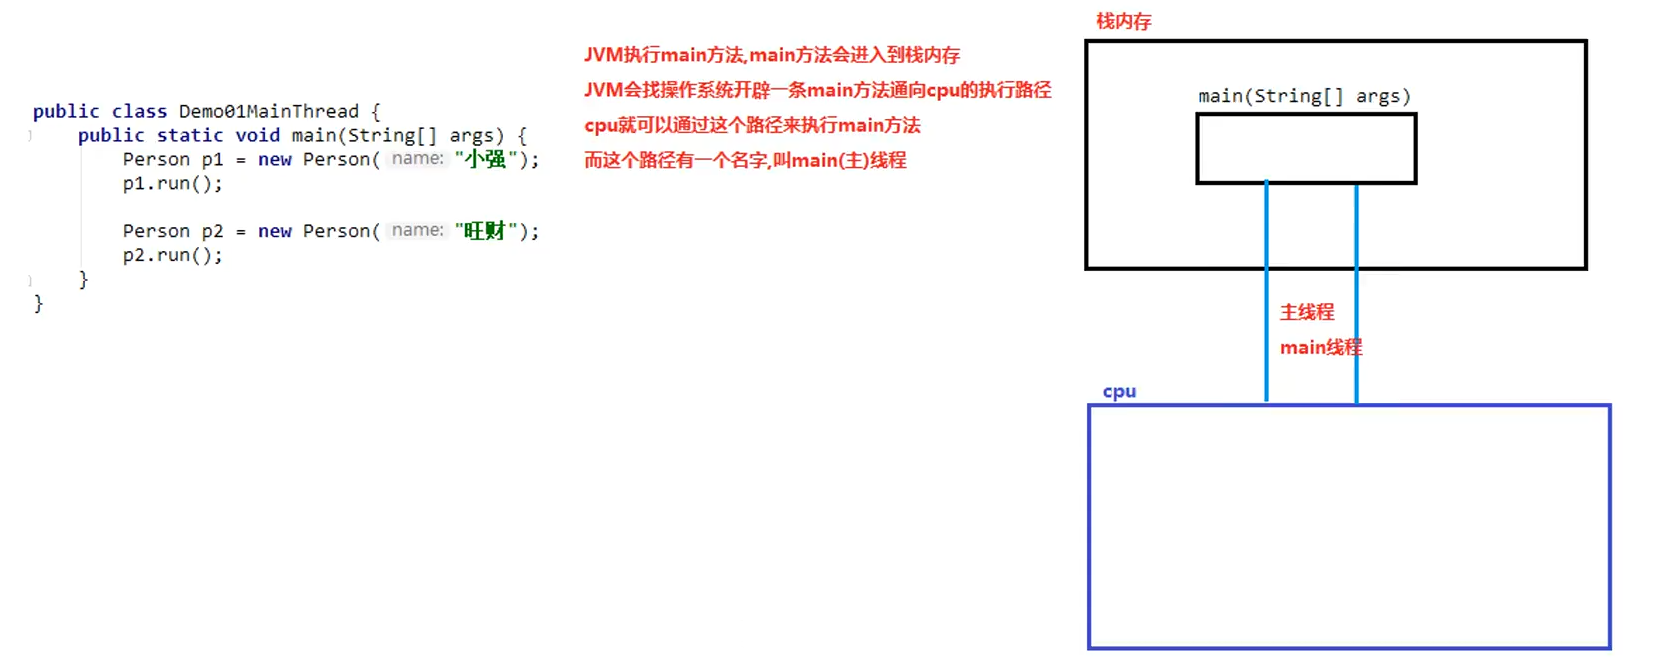 public class Demo01MainThread {
public static void main(String[] args) {
Person p1 = new Person( name: "小强");
p1.run();
Person p2 = new Person( name: "旺财");
p2.run();
}
}
JVM执行main方法,main方法会进入到栈内存
JVM会找操作系统开辟一条main方法通向cpu的执行路径
cpu就可以通过这个路径来执行main方法
而这个路径有一个名字,叫main(主)线程
栈内存
main(String[] args)
主线程
main线程
cpu